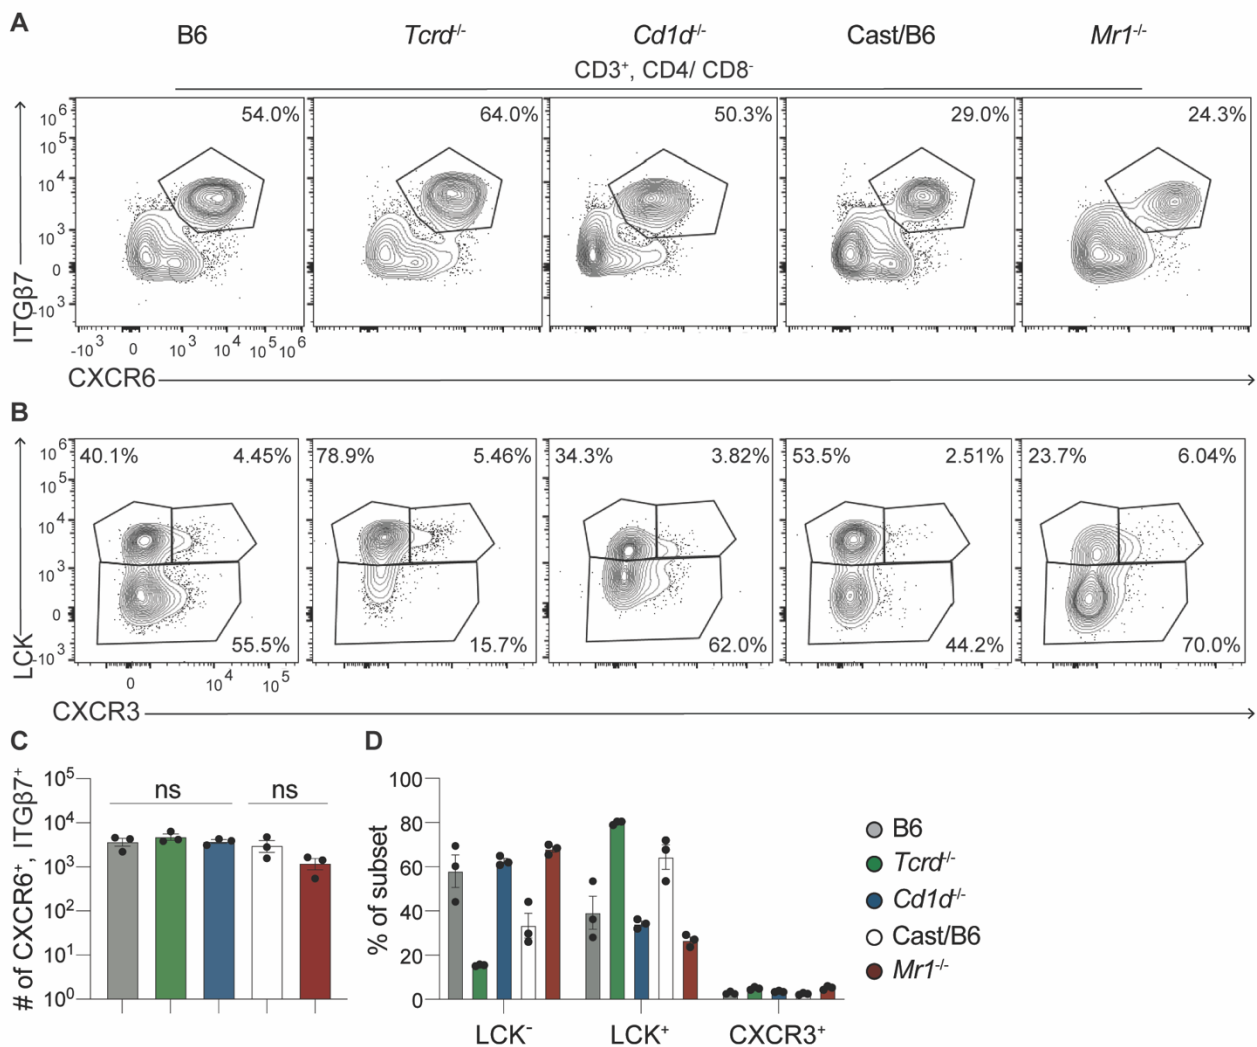 A
B6
Tcrd-/-
Cd1d-/-
Cast/B6
Mr1-/-
CD3+, CD4/ CD8-
54.0%
64.0%
50.3%
29.0%
24.3%
10^6
10^5
10^4
10^3
0
-10^3
ITGβ7
-10^3 0 10^3 10^4 10^5 10^6
CXCR6
B
40.1% 4.45%
78.9% 5.46%
34.3% 3.82%
53.5% 2.51%
23.7% 6.04%
10^6
10^5
10^4
10^3
0
-10^3
LCK
55.5%
15.7%
62.0%
44.2%
70.0%
0 10^4 10^5
CXCR3
C
# of CXCR6+, ITGβ7+
10^5
10^4
10^3
10^2
10^1
10^0
ns
ns
D
% of subset
100
80
60
40
20
0
LCK-
LCK+
CXCR3+
B6
Tcrd-/-
Cd1d-/-
Cast/B6
Mr1-/-